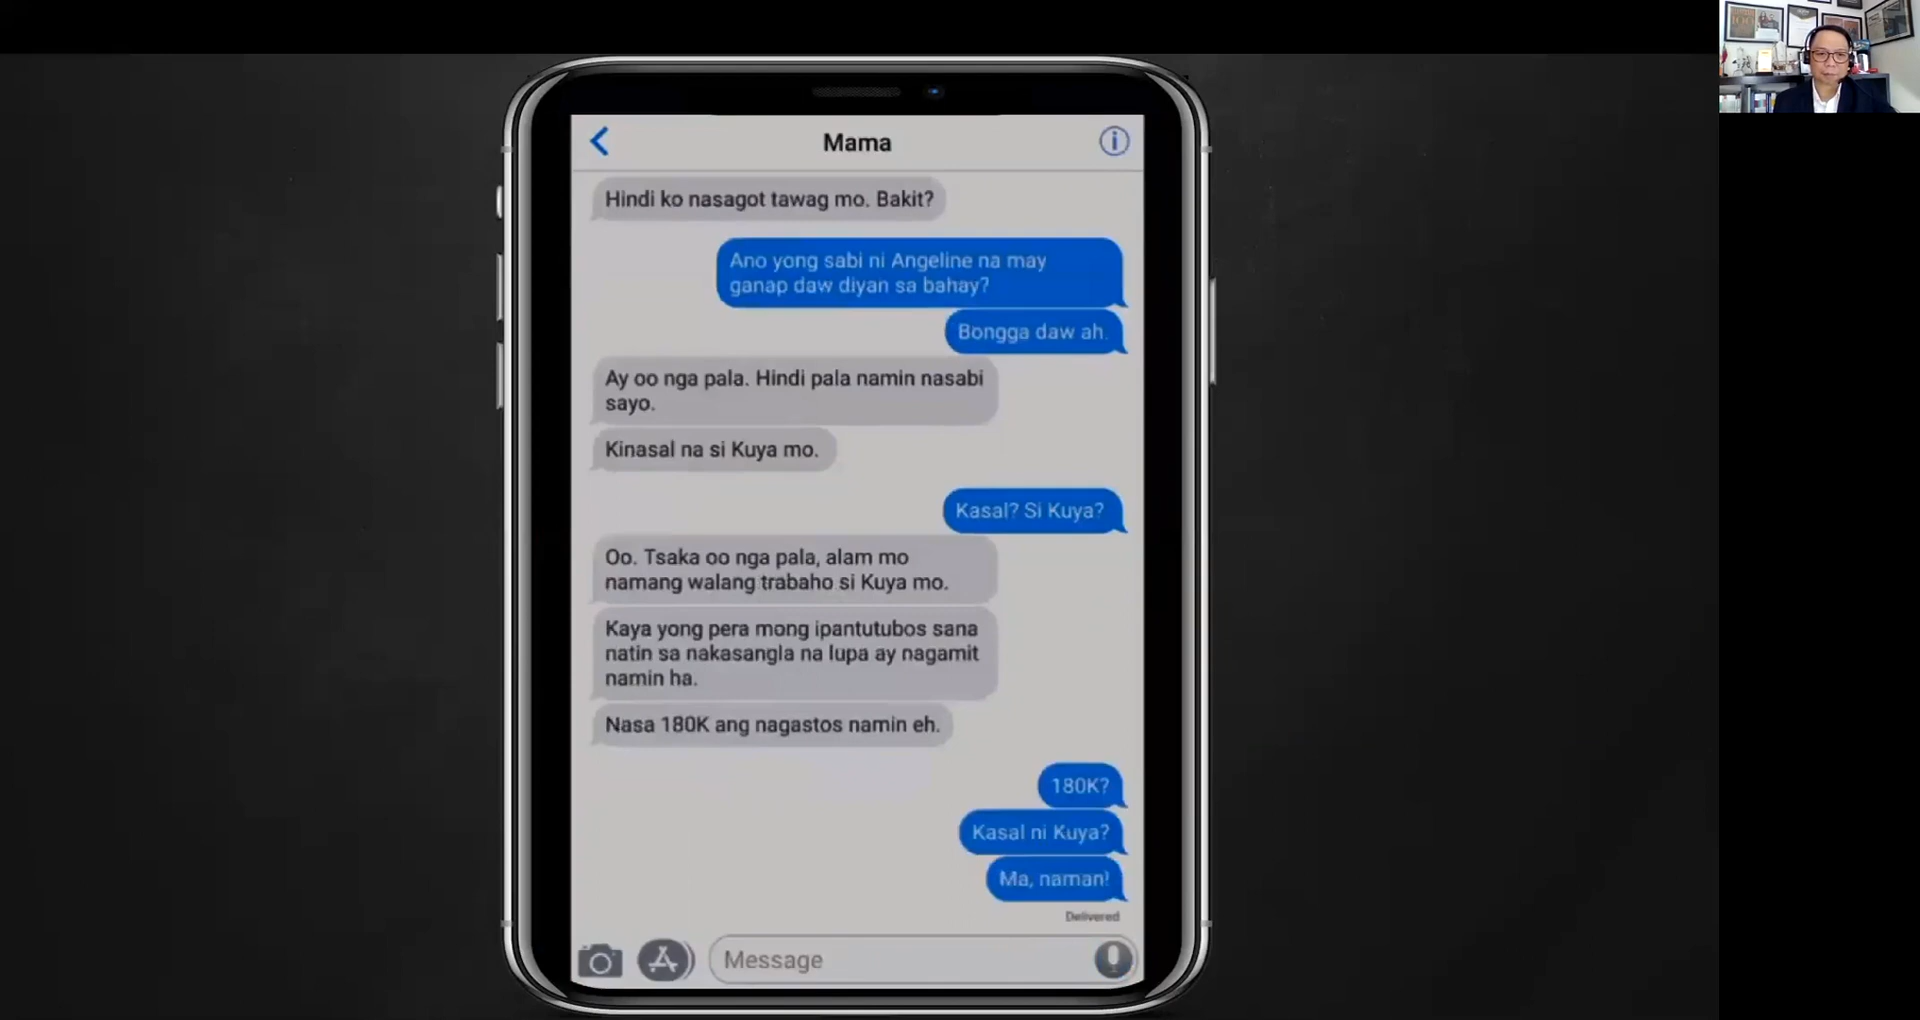 Mama
Hindi ko nasagot tawag mo. Bakit?
Ano yong sabi ni Angeline na may
ganap daw diyan sa bahay?
Bongga daw ah.
Ay oo nga pala. Hindi pala namin nasabi
sayo.
Kinasal na si Kuya mo.
Kasal? Si Kuya?
Oo. Tsaka oo nga pala, alam mo
namang walang trabaho si Kuya mo.
Kaya yong pera mong ipantutubos sana
natin sa nakasangla na lupa ay nagamit
namin ha.
Nasa 180K ang nagastos namin eh.
180K?
Kasal ni Kuya?
Ma, naman!
Delivered
Message